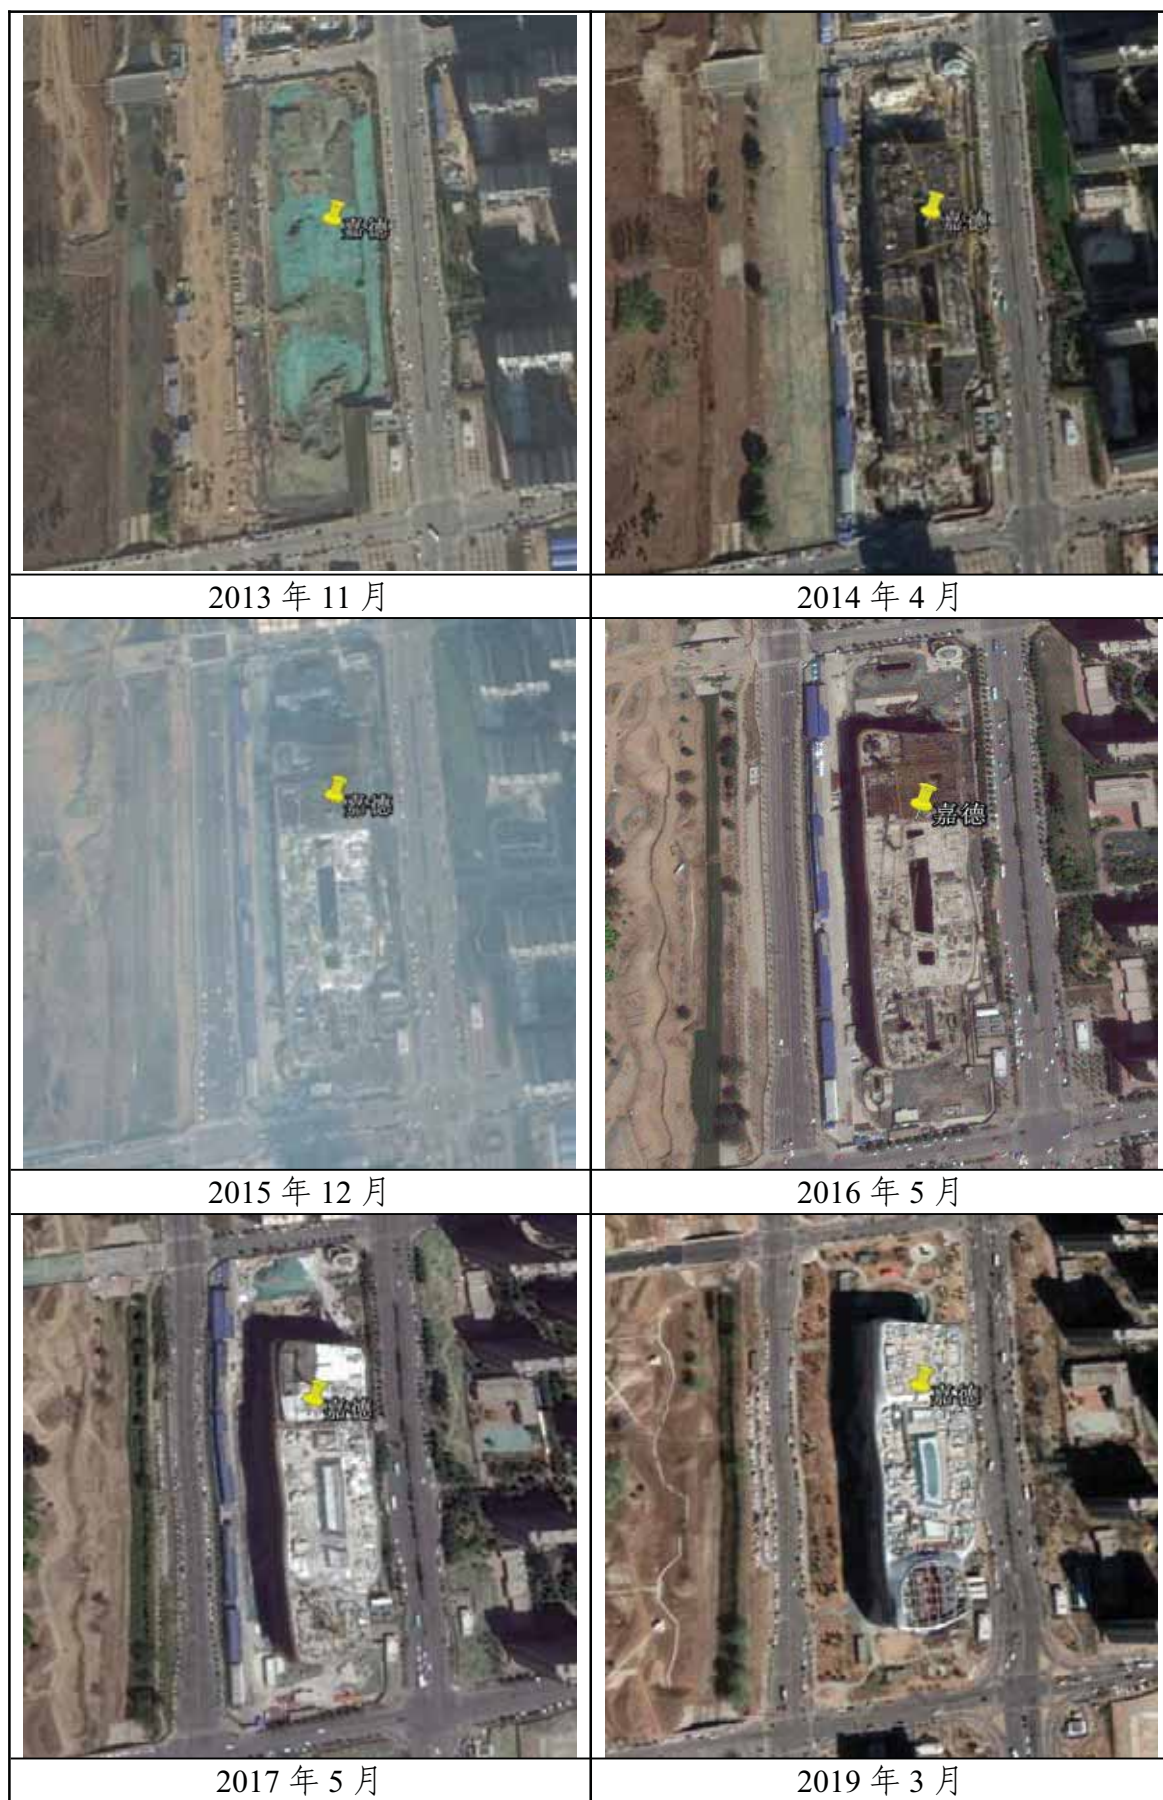 嘉德
嘉德
2013 年 11 月
2014 年 4 月
嘉德
嘉德
2015 年 12 月
2016 年 5 月
嘉德
嘉德
2017 年 5 月
2019 年 3 月